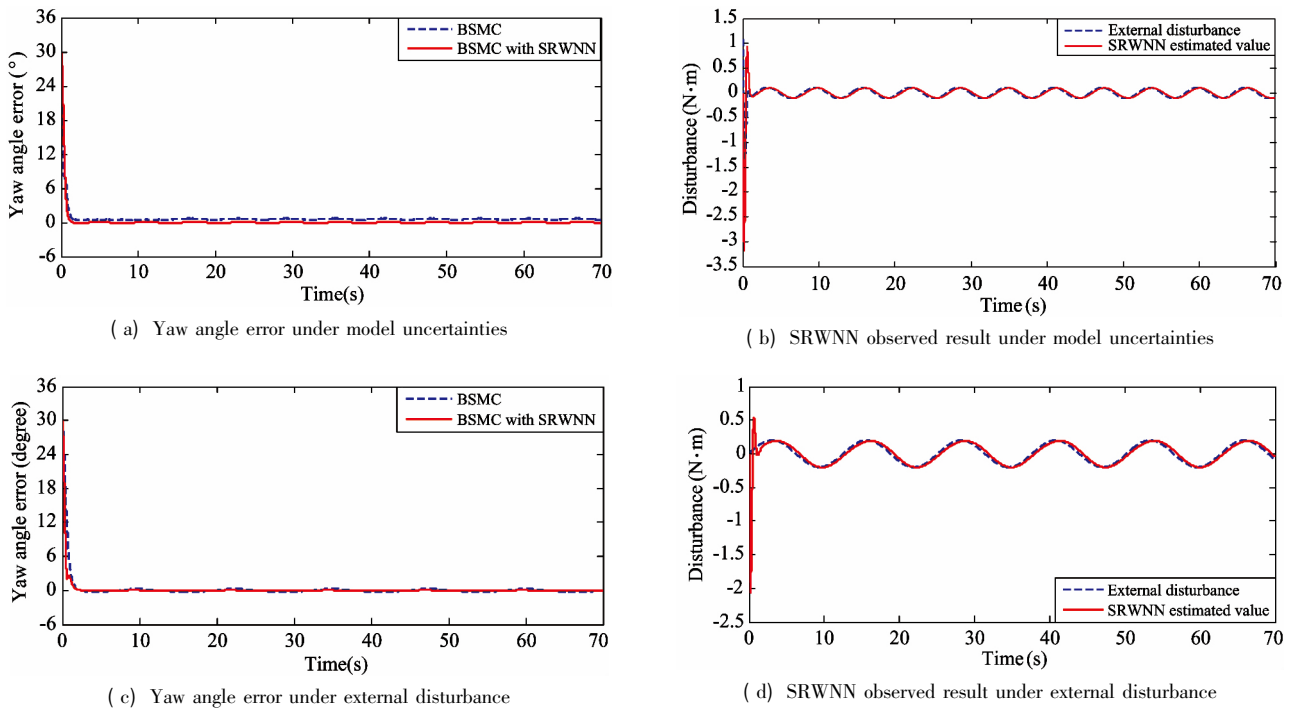 36
30
24
18
12
6
0
-6
Yaw angle error (°)
BSMC
BSMC with SRWNN
0 10 20 30 40 50 60 70
Time(s)
( a) Yaw angle error under model uncertainties
1.5
1
0.5
0
-0.5
-1
-1.5
-2
-2.5
-3
-3.5
Disturbance (N·m)
External disturbance
SRWNN estimated value
0 10 20 30 40 50 60 70
Time (s)
( b) SRWNN observed result under model uncertainties
36
30
24
18
12
6
0
-6
Yaw angle error (degree)
BSMC
BSMC with SRWNN
0 10 20 30 40 50 60 70
Time(s)
( c) Yaw angle error under external disturbance
1
0.5
0
-0.5
-1
-1.5
-2
-2.5
Disturbance (N·m)
External disturbance
SRWNN estimated value
0 10 20 30 40 50 60 70
Time (s)
( d) SRWNN observed result under external disturbance